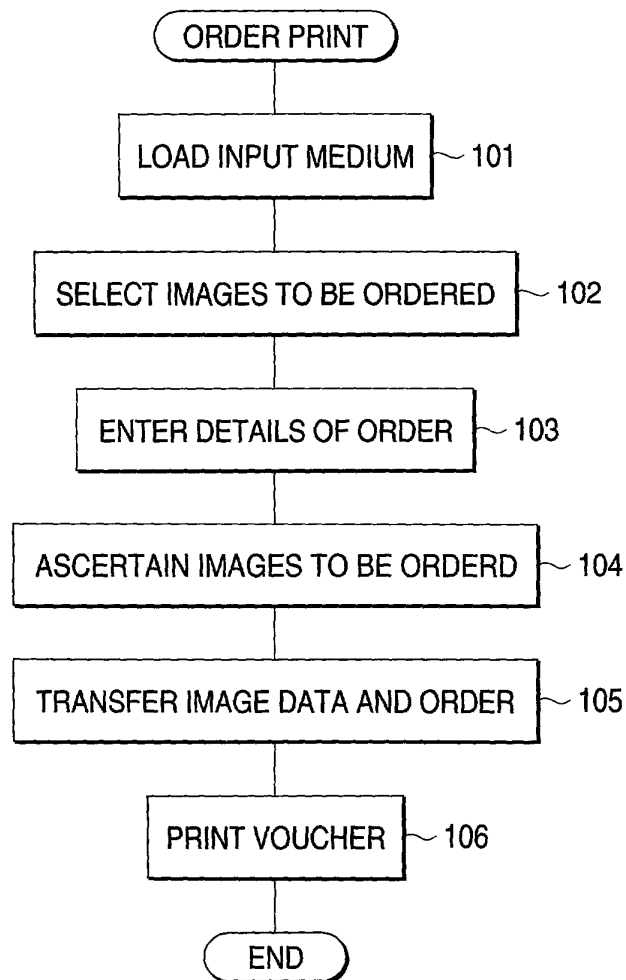 ORDER PRINT
LOAD INPUT MEDIUM 101
SELECT IMAGES TO BE ORDERED 102
ENTER DETAILS OF ORDER 103
ASCERTAIN IMAGES TO BE ORDERD 104
TRANSFER IMAGE DATA AND ORDER 105
PRINT VOUCHER 106
END